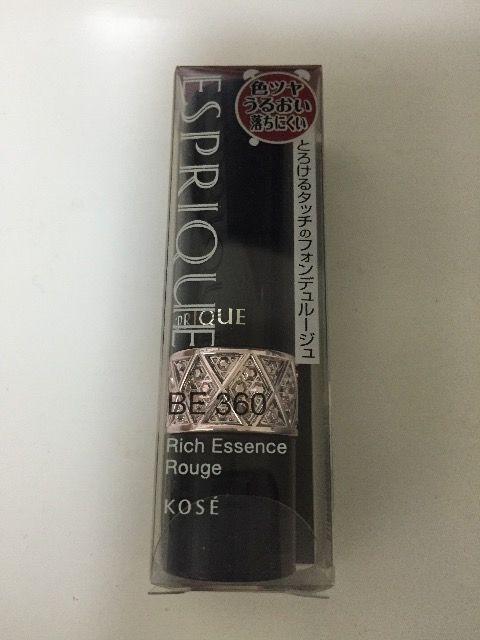 色ツヤ
うるおい
落ちにくい
とろけるタッチのフォンデュルージュ
ESPRIQUE
PRIQUE
BE 360
Rich Essence
Rouge
KOSÉ